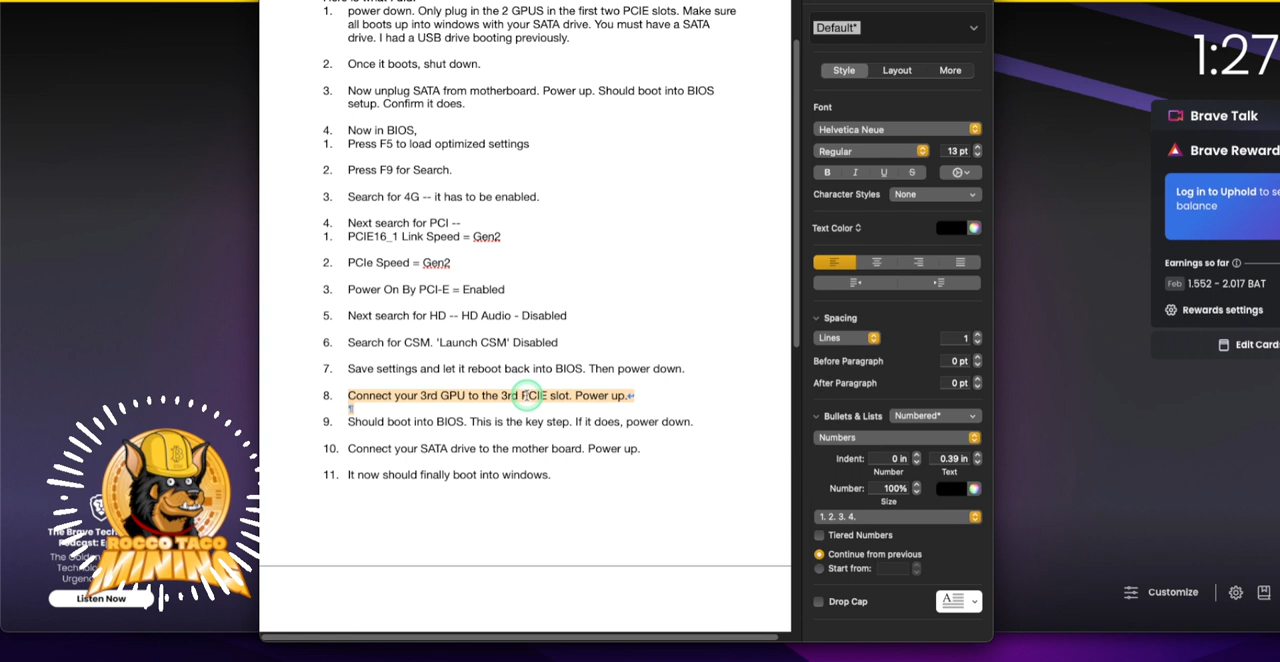 1. power down. Only plug in the 2 GPUS in the first two PCIE slots. Make sure
all boots up into windows with your SATA drive. You must have a SATA
drive. I had a USB drive booting previously.
2. Once it boots, shut down.
3. Now unplug SATA from motherboard. Power up. Should boot into BIOS
setup. Confirm it does.
4. Now in BIOS,
1. Press F5 to load optimized settings
2. Press F9 for Search.
3. Search for 4G -- it has to be enabled.
4. Next search for PCI --
1. PCIE16_1 Link Speed = Gen2
2. PCIe Speed = Gen2
3. Power On By PCI-E = Enabled
5. Next search for HD -- HD Audio - Disabled
6. Search for CSM. 'Launch CSM' Disabled
7. Save settings and let it reboot back into BIOS. Then power down.
8. Connect your 3rd GPU to the 3rd PCIE slot. Power up.
9. Should boot into BIOS. This is the key step. If it does, power down.
10. Connect your SATA drive to the mother board. Power up.
11. It now should finally boot into windows.
Default*
Style Layout More
Font
Helvetica Neue
Regular 13 pt
B I U S
Character Styles None
Text Color
Spacing
Lines 1
Before Paragraph 0 pt
After Paragraph 0 pt
Bullets & Lists Numbered*
Numbers
Indent: 0 in 0.39 in
Number Text
Number: 100%
Size
1. 2. 3. 4.
Tiered Numbers
Continue from previous
Start from:
Drop Cap
A
1:27
Brave Talk
Brave Reward
Log in to Uphold to se
balance
Earnings so far
Feb 1.552 - 2.017 BAT
Rewards settings
Edit Card
Customize
The Brave Tech
Podcast: E
The Golden
Techno
Urgenc
Listen Now
ROCCO TACO
MINING